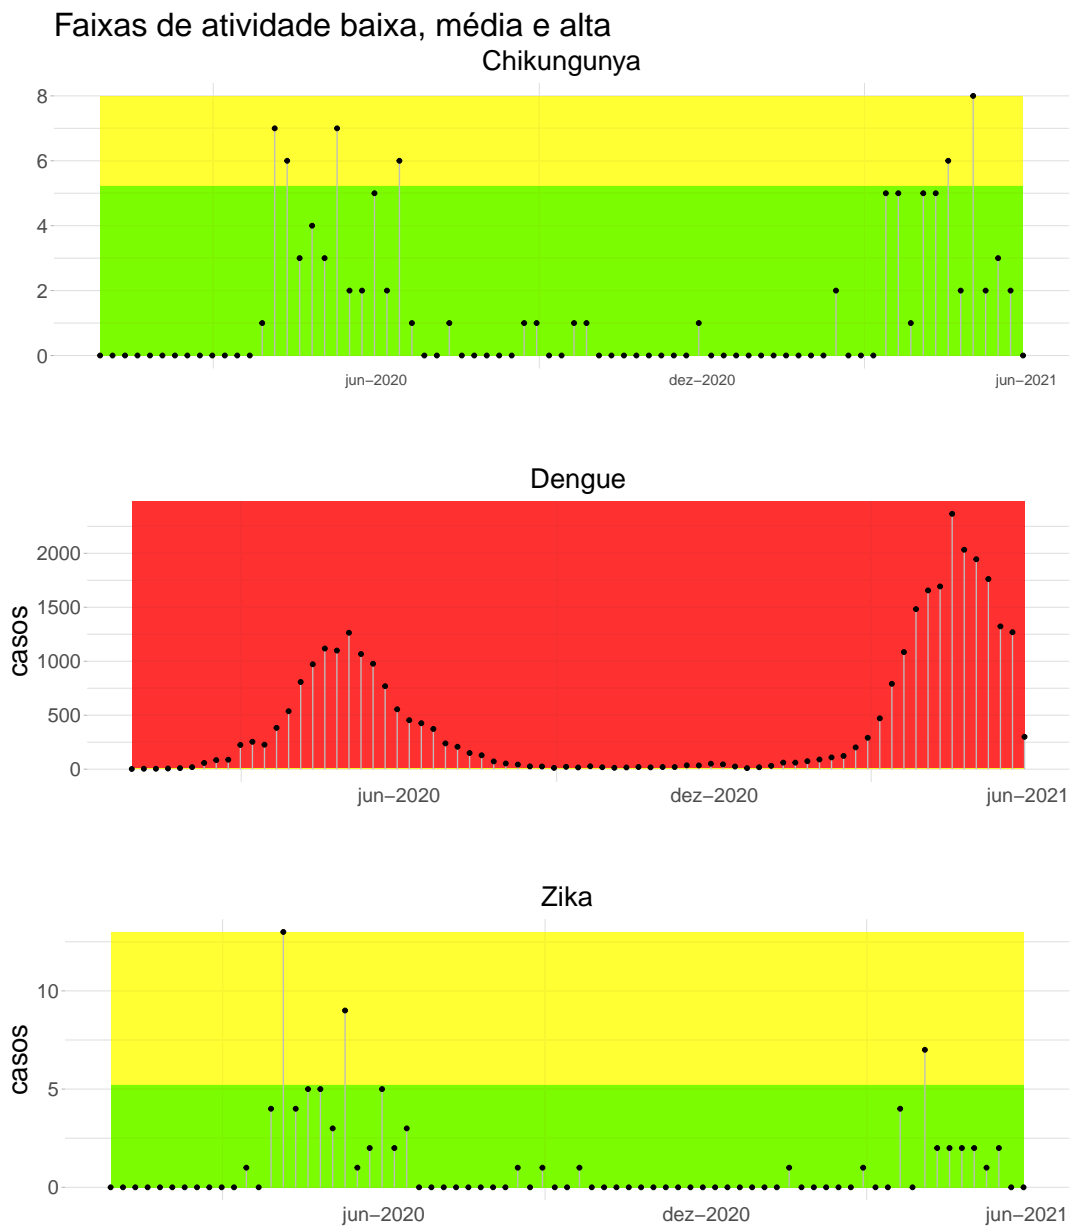 Faixas de atividade baixa, média e alta
Chikungunya
8
6
4
2
0
jun−2020 dez−2020 jun−2021
Dengue
casos
2000
1500
1000
500
0
jun−2020 dez−2020 jun−2021
Zika
casos
10
5
0
jun−2020 dez−2020 jun−2021